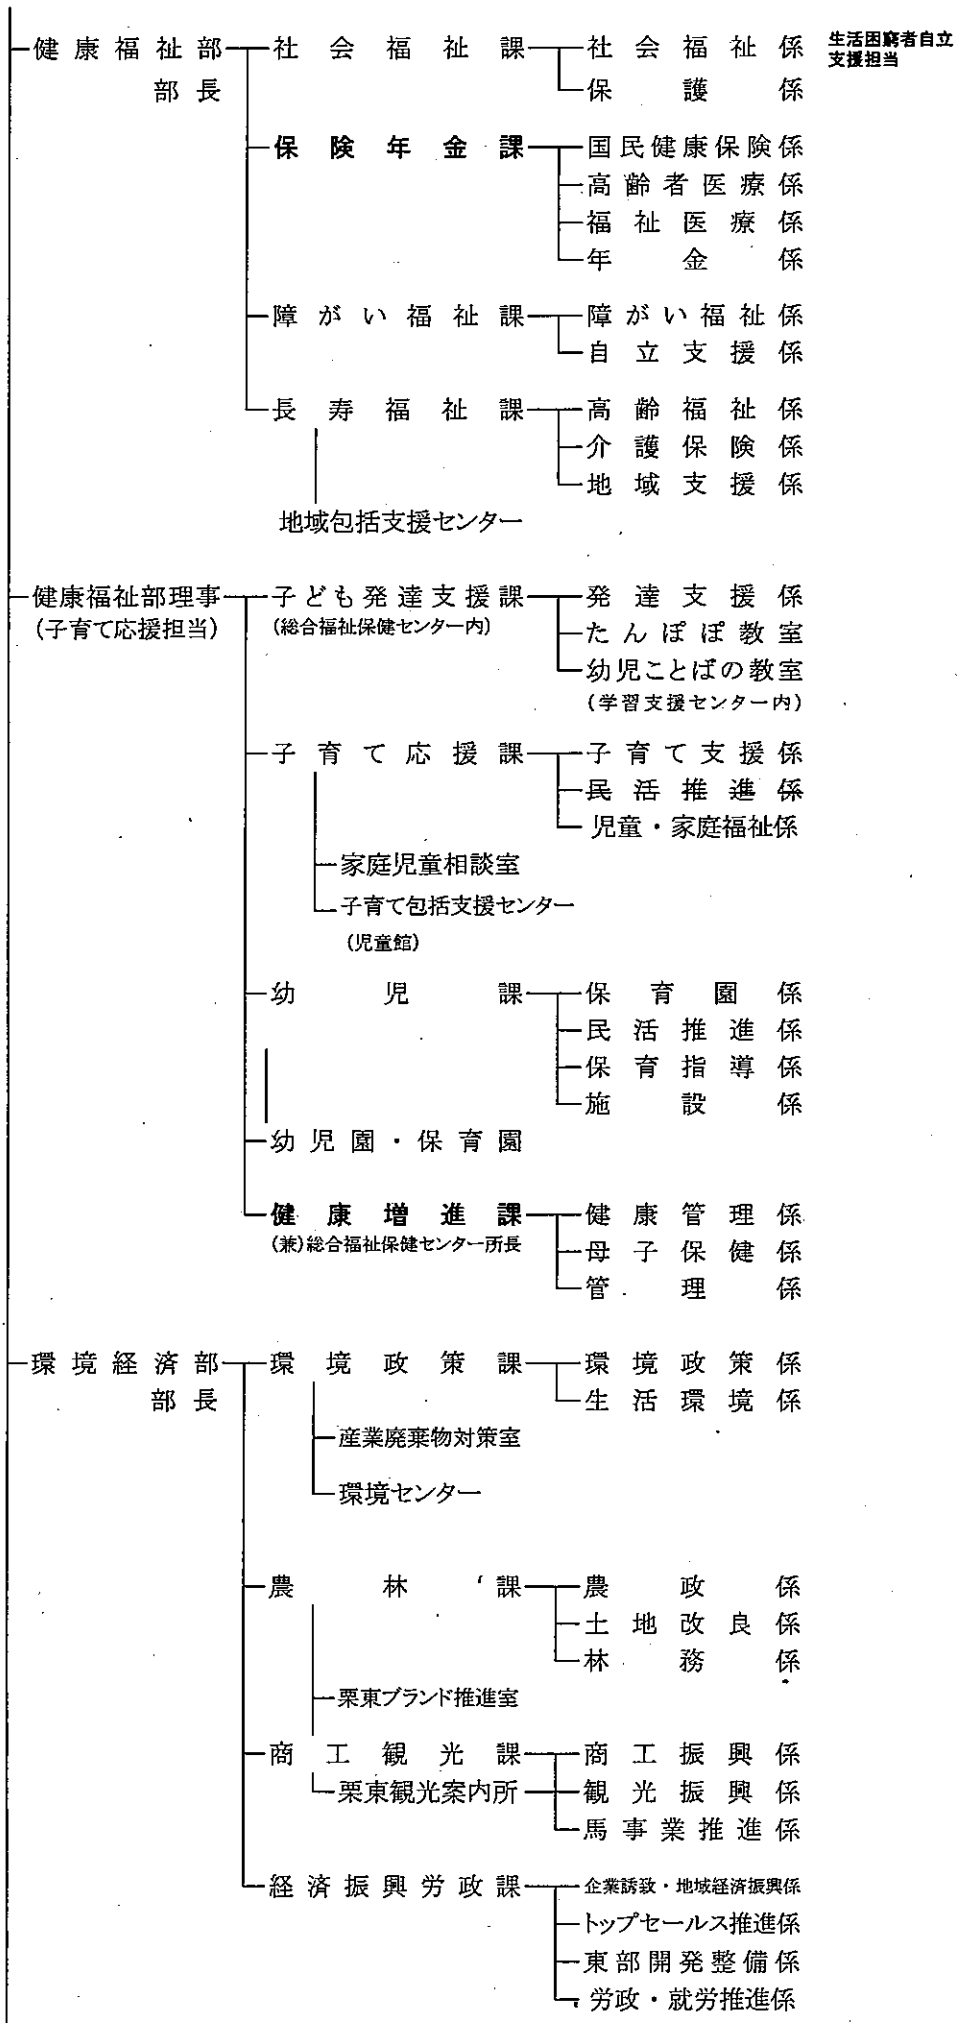 健康福祉部 社会福祉課 社会福祉係 生活困窮者自立
部長 保護係 支援担当
保険年金課 国民健康保険係
高齢者医療係
福祉医療係
年金係
障がい福祉課 障がい福祉係
自立支援係
長寿福祉課 高齢福祉係
介護保険係
地域支援係
地域包括支援センター
健康福祉部理事 子ども発達支援課 発達支援係
(子育て応援担当) (総合福祉保健センター内) たんぽぽ教室
幼児ことばの教室
(学習支援センター内)
子育て応援課 子育て支援係
民活推進係
児童・家庭福祉係
家庭児童相談室
子育て包括支援センター
(児童館)
幼児課 保育園係
民活推進係
保育指導係
施設係
幼児園・保育園
健康増進課 健康管理係
(兼)総合福祉保健センター所長 母子保健係
管理係
環境経済部 環境政策課 環境政策係
部長 生活環境係
産業廃棄物対策室
環境センター
農林課 農政係
土地改良係
林務係
栗東ブランド推進室
商工観光課 商工振興係
栗東観光案内所 観光振興係
馬事業推進係
経済振興労政課 企業誘致・地域経済振興係
トップセールス推進係
東部開発整備係
労政・就労推進係